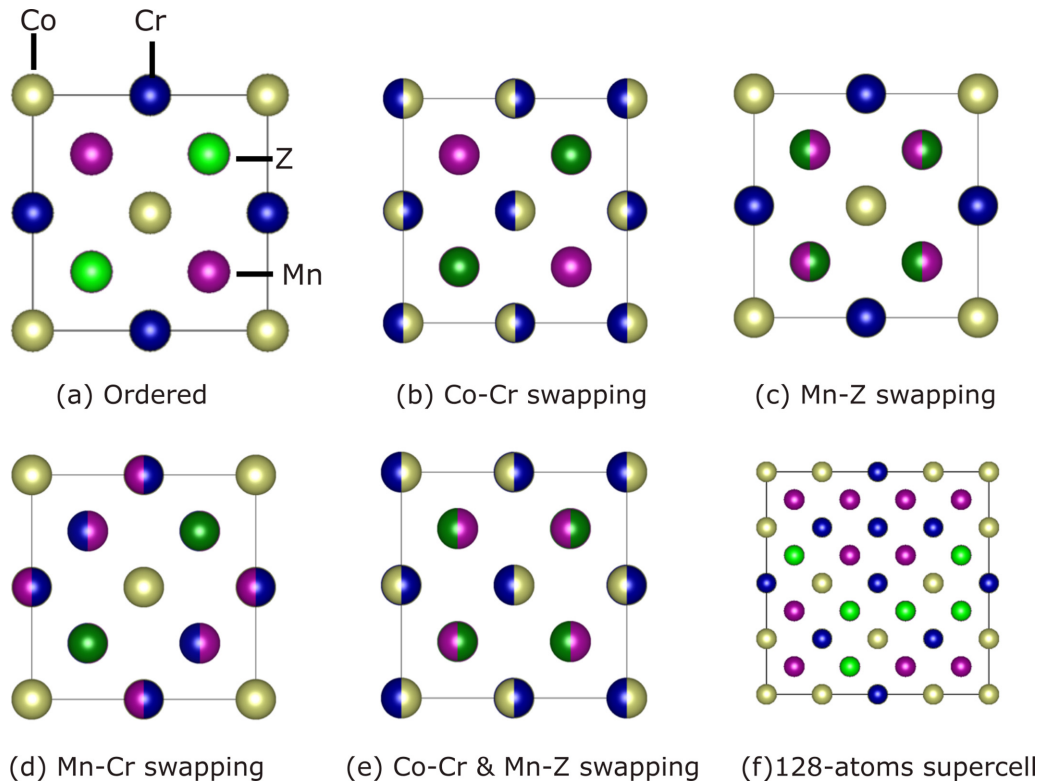 Co
Cr
Z
Mn
(a) Ordered
(b) Co-Cr swapping
(c) Mn-Z swapping
(d) Mn-Cr swapping
(e) Co-Cr & Mn-Z swapping
(f)128-atoms supercell